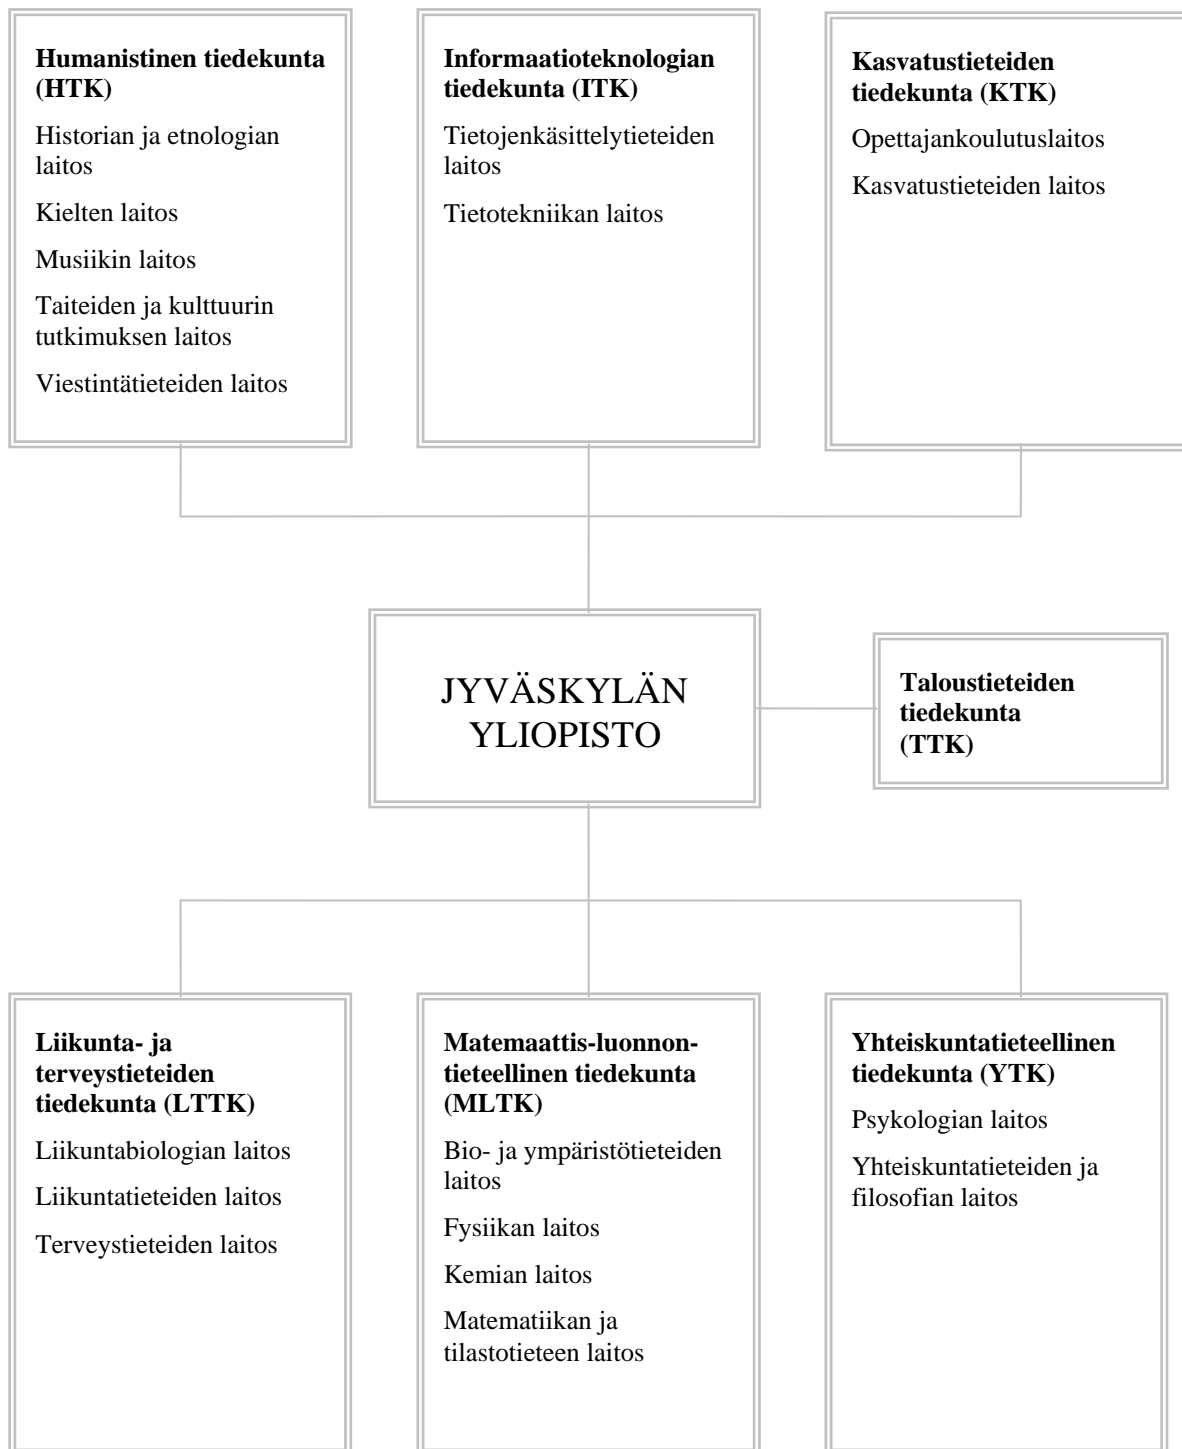 Humanistinen tiedekunta
(HTK)
Historian ja etnologian
laitos
Kielten laitos
Musiikin laitos
Taiteiden ja kulttuurin
tutkimuksen laitos
Viestintätieteiden laitos
Informaatioteknologian
tiedekunta (ITK)
Tietojenkäsittelytieteiden
laitos
Tietotekniikan laitos
Kasvatustieteiden
tiedekunta (KTK)
Opettajankoulutuslaitos
Kasvatustieteiden laitos
JYVÄSKYLÄN
YLIOPISTO
Taloustieteiden
tiedekunta
(TTK)
Liikunta- ja
terveystieteiden
tiedekunta (LTTK)
Liikuntabiologian laitos
Liikuntatieteiden laitos
Terveystieteiden laitos
Matemaattis-luonnon-
tieteellinen tiedekunta
(MLTK)
Bio- ja ympäristötieteiden
laitos
Fysiikan laitos
Kemian laitos
Matematiikan ja
tilastotieteen laitos
Yhteiskuntatieteellinen
tiedekunta (YTK)
Psykologian laitos
Yhteiskuntatieteiden ja
filosofian laitos